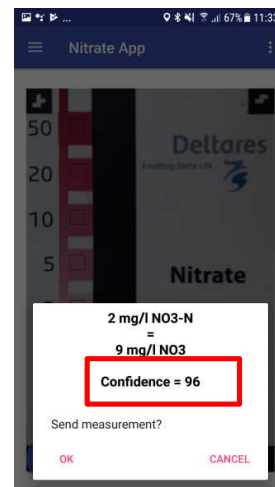 ... 67% 11:33
Nitrate App
50
Deltares
Enabling Delta Life
20
10
5
Nitrate
2 mg/l NO3-N
=
9 mg/l NO3
Confidence = 96
Send measurement?
OK CANCEL